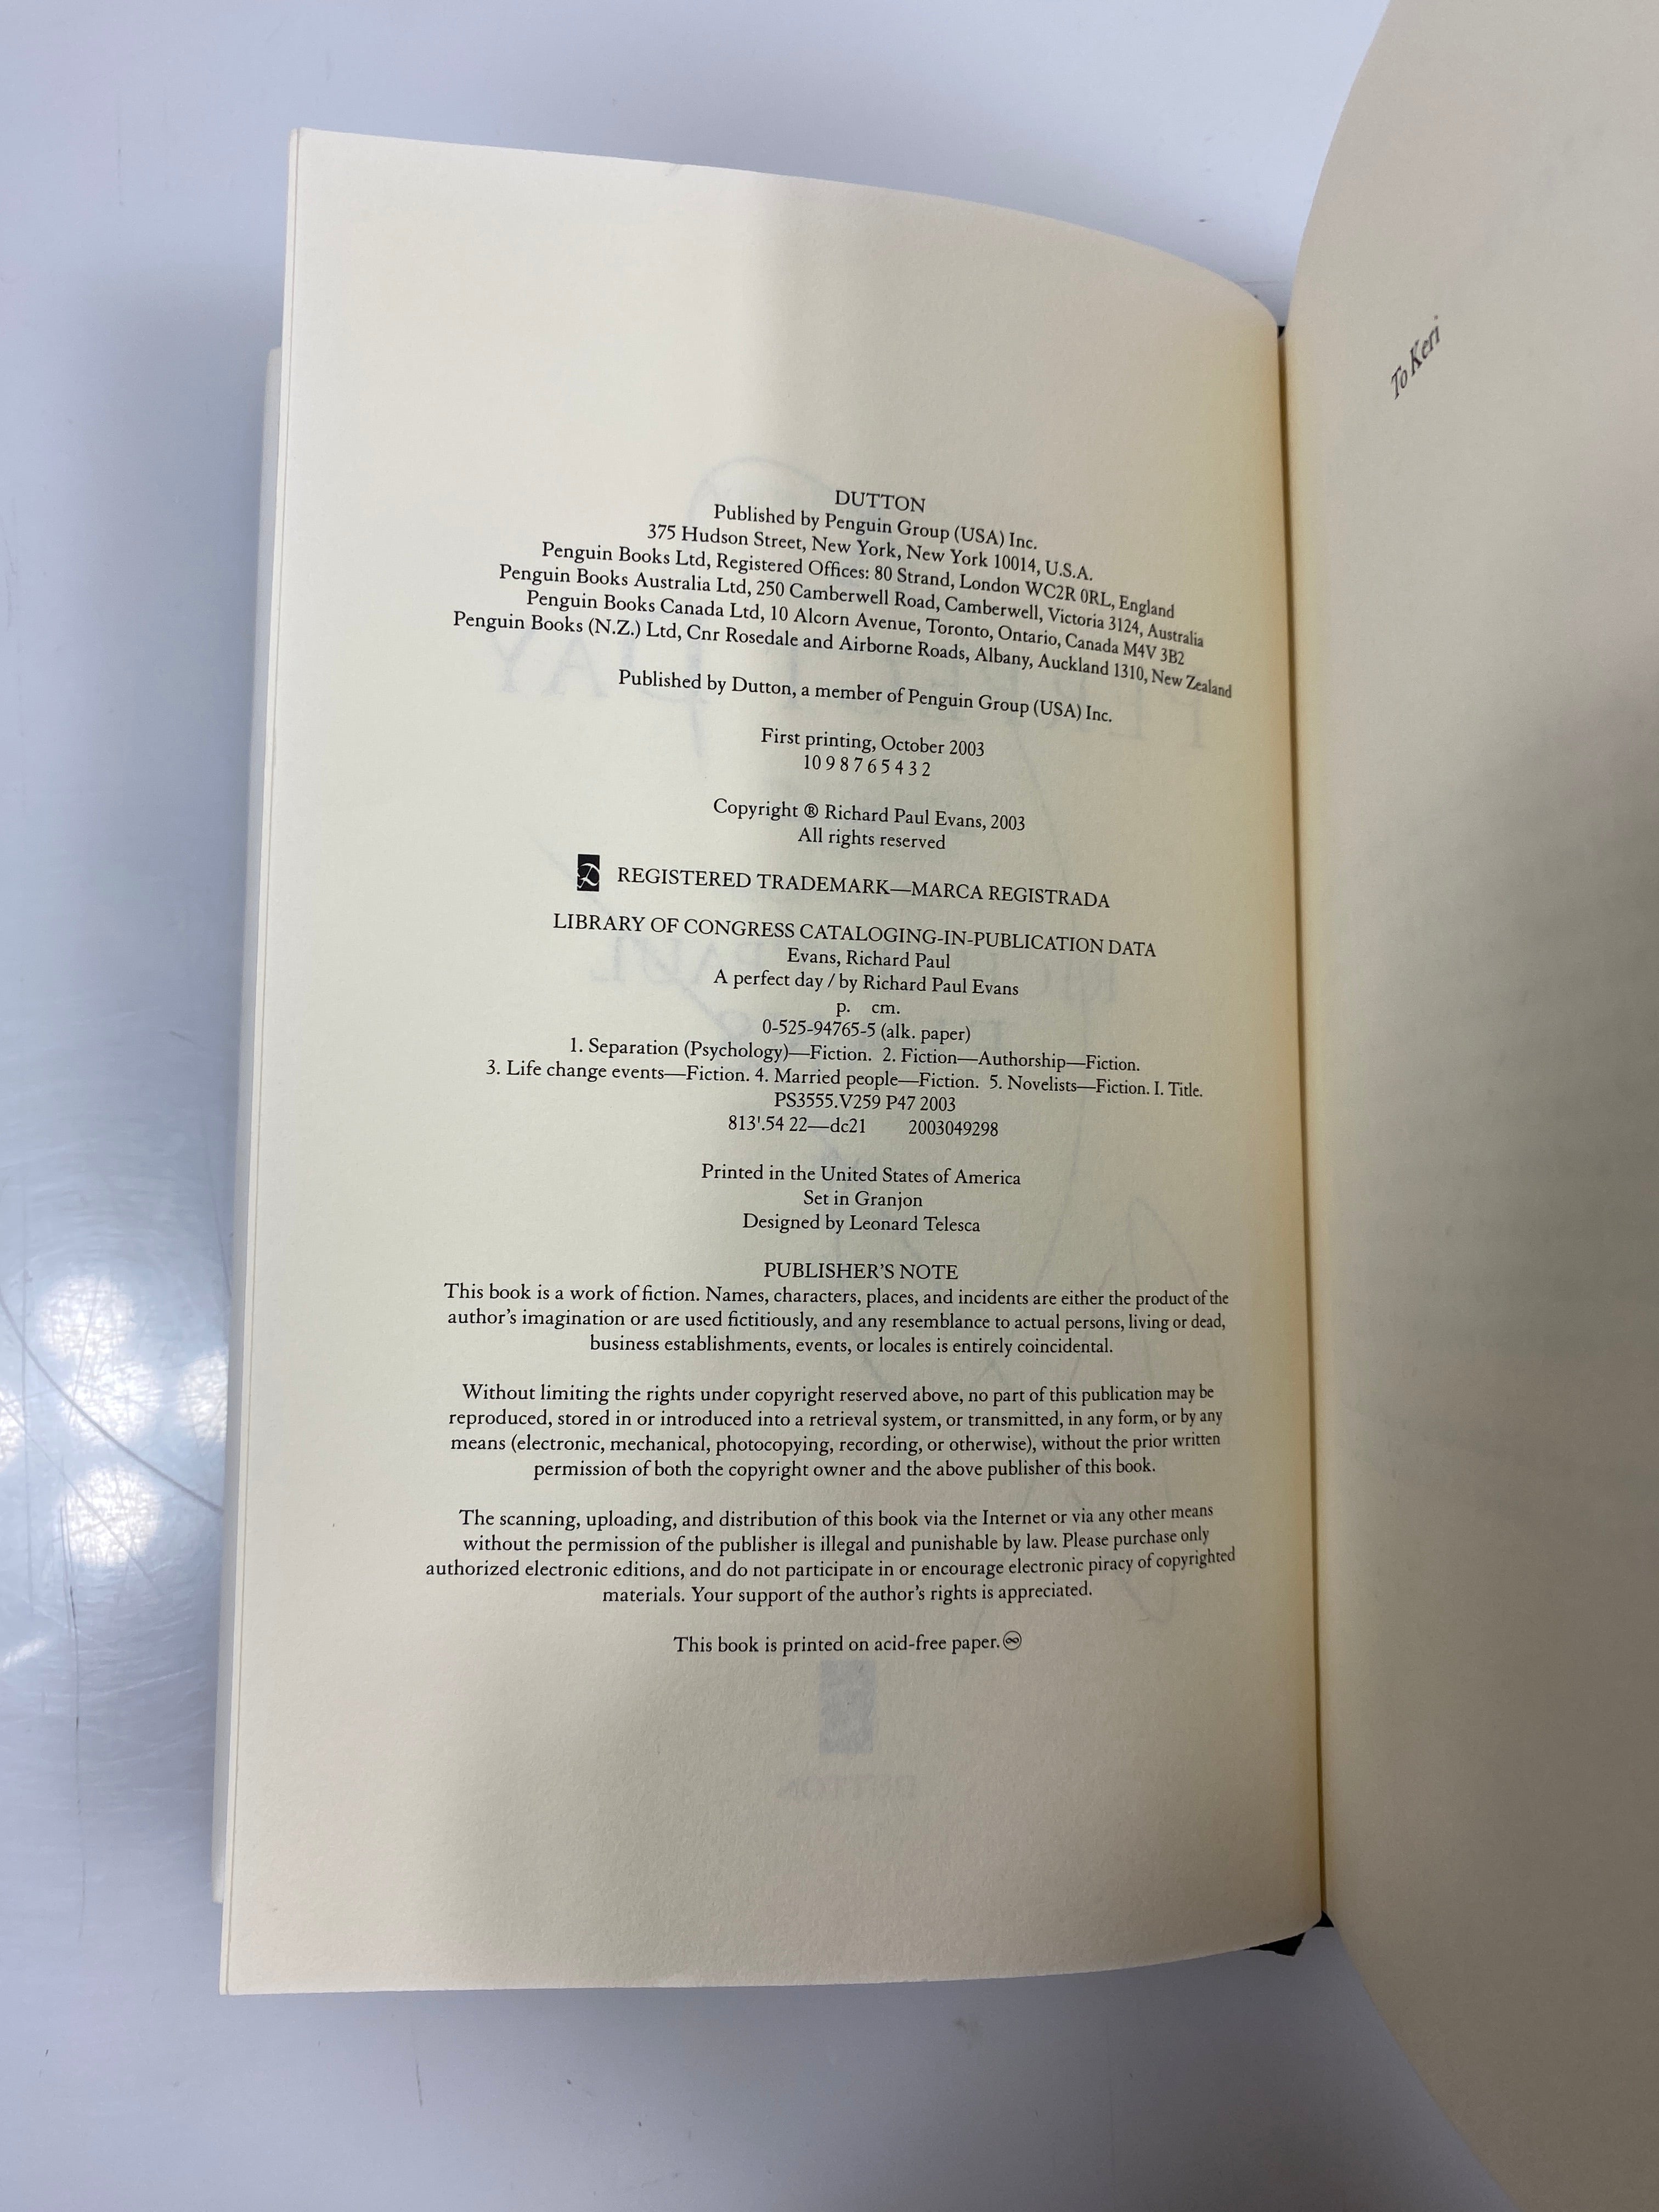 DUTTON
Published by Penguin Group (USA) Inc.
375 Hudson Street, New York, New York 10014, U.S.A.
Penguin Books Ltd, Registered Offices: 80 Strand, London WC2R 0RL, England
Penguin Books Australia Ltd, 250 Camberwell Road, Camberwell, Victoria 3124, Australia
Penguin Books Canada Ltd, 10 Alcorn Avenue, Toronto, Ontario, Canada M4V 3B2
Penguin Books (N.Z.) Ltd, Cnr Rosedale and Airborne Roads, Albany, Auckland 1310, New Zealand
Published by Dutton, a member of Penguin Group (USA) Inc.
First printing, October 2003
10 9 8 7 6 5 4 3 2
Copyright ® Richard Paul Evans, 2003
All rights reserved
D REGISTERED TRADEMARK—MARCA REGISTRADA
LIBRARY OF CONGRESS CATALOGING-IN-PUBLICATION DATA
Evans, Richard Paul
A perfect day / by Richard Paul Evans
p. cm.
0-525-94765-5 (alk. paper)
1. Separation (Psychology)—Fiction. 2. Fiction—Authorship—Fiction.
3. Life change events—Fiction. 4. Married people—Fiction. 5. Novelists—Fiction. I. Title.
PS3555.V259 P47 2003
813'.54 22—dc21 2003049298
Printed in the United States of America
Set in Granjon
Designed by Leonard Telesca
PUBLISHER'S NOTE
This book is a work of fiction. Names, characters, places, and incidents are either the product of the
author's imagination or are used fictitiously, and any resemblance to actual persons, living or dead,
business establishments, events, or locales is entirely coincidental.
Without limiting the rights under copyright reserved above, no part of this publication may be
reproduced, stored in or introduced into a retrieval system, or transmitted, in any form, or by any
means (electronic, mechanical, photocopying, recording, or otherwise), without the prior written
permission of both the copyright owner and the above publisher of this book.
The scanning, uploading, and distribution of this book via the Internet or via any other means
without the permission of the publisher is illegal and punishable by law. Please purchase only
authorized electronic editions, and do not participate in or encourage electronic piracy of copyrighted
materials. Your support of the author's rights is appreciated.
This book is printed on acid-free paper. ♾
To Keri